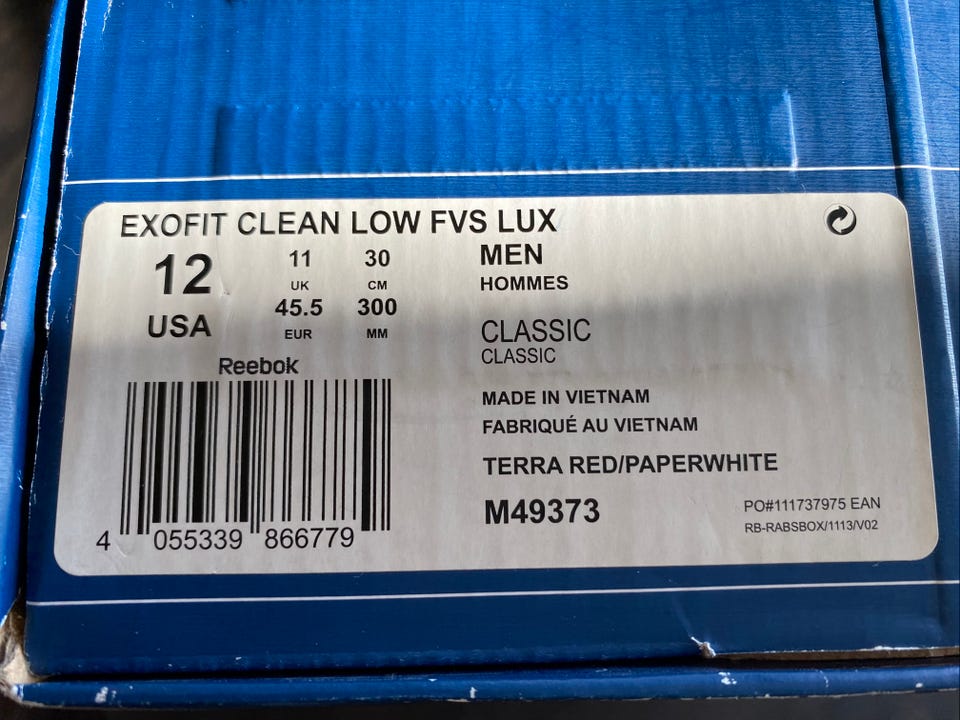 EXOFIT CLEAN LOW FVS LUX
12
USA
11
UK
45.5
EUR
30
CM
300
MM
MEN
HOMMES
CLASSIC
CLASSIC
Reebok
4 055339 866779
MADE IN VIETNAM
FABRIQUÉ AU VIETNAM
TERRA RED/PAPERWHITE
M49373
PO#111737975 EAN
RB-RABSBOX/1113/V02